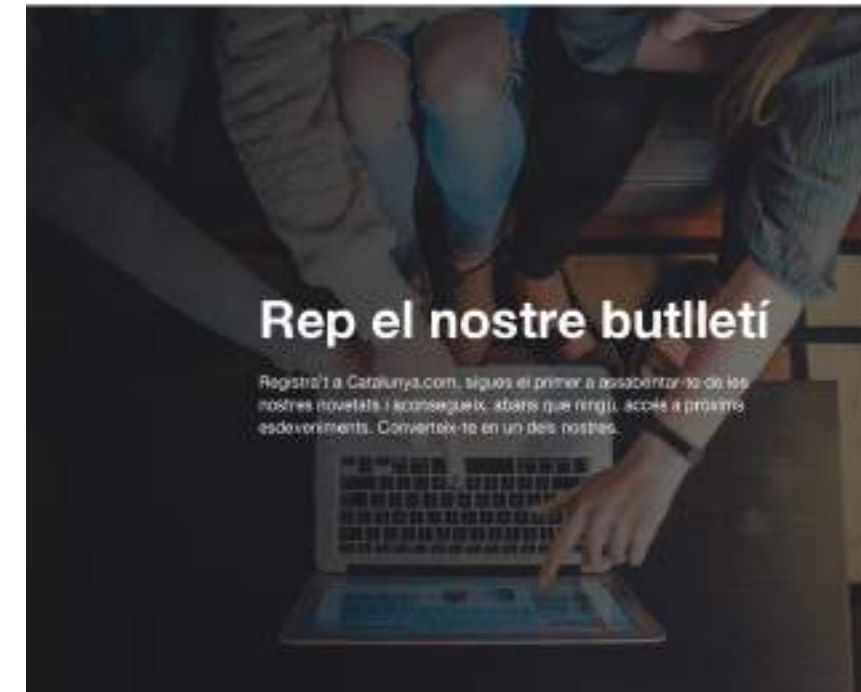 Rep el nostre butlletí
Registra't a Catalunya.com, sigues el primer a assabentar-te de les
nostres novetats i aconsegueix, abans que ningú, accés a pròxims
esdeveniments. Converteix-te en un dels nostres.